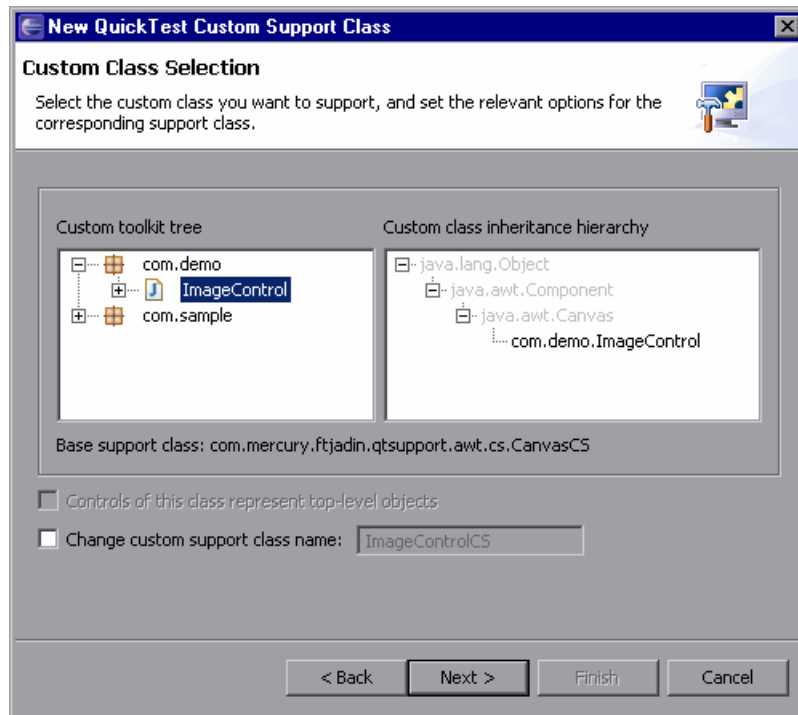 New QuickTest Custom Support Class
Custom Class Selection
Select the custom class you want to support, and set the relevant options for the
corresponding support class.
Custom toolkit tree
Custom class inheritance hierarchy
com.demo
ImageControl
com.sample
java.lang.Object
java.awt.Component
java.awt.Canvas
com.demo.ImageControl
Base support class: com.mercury.ftjadin.qtsupport.awt.cs.CanvasCS
Controls of this class represent top-level objects
Change custom support class name: ImageControlCS
< Back Next > Finish Cancel